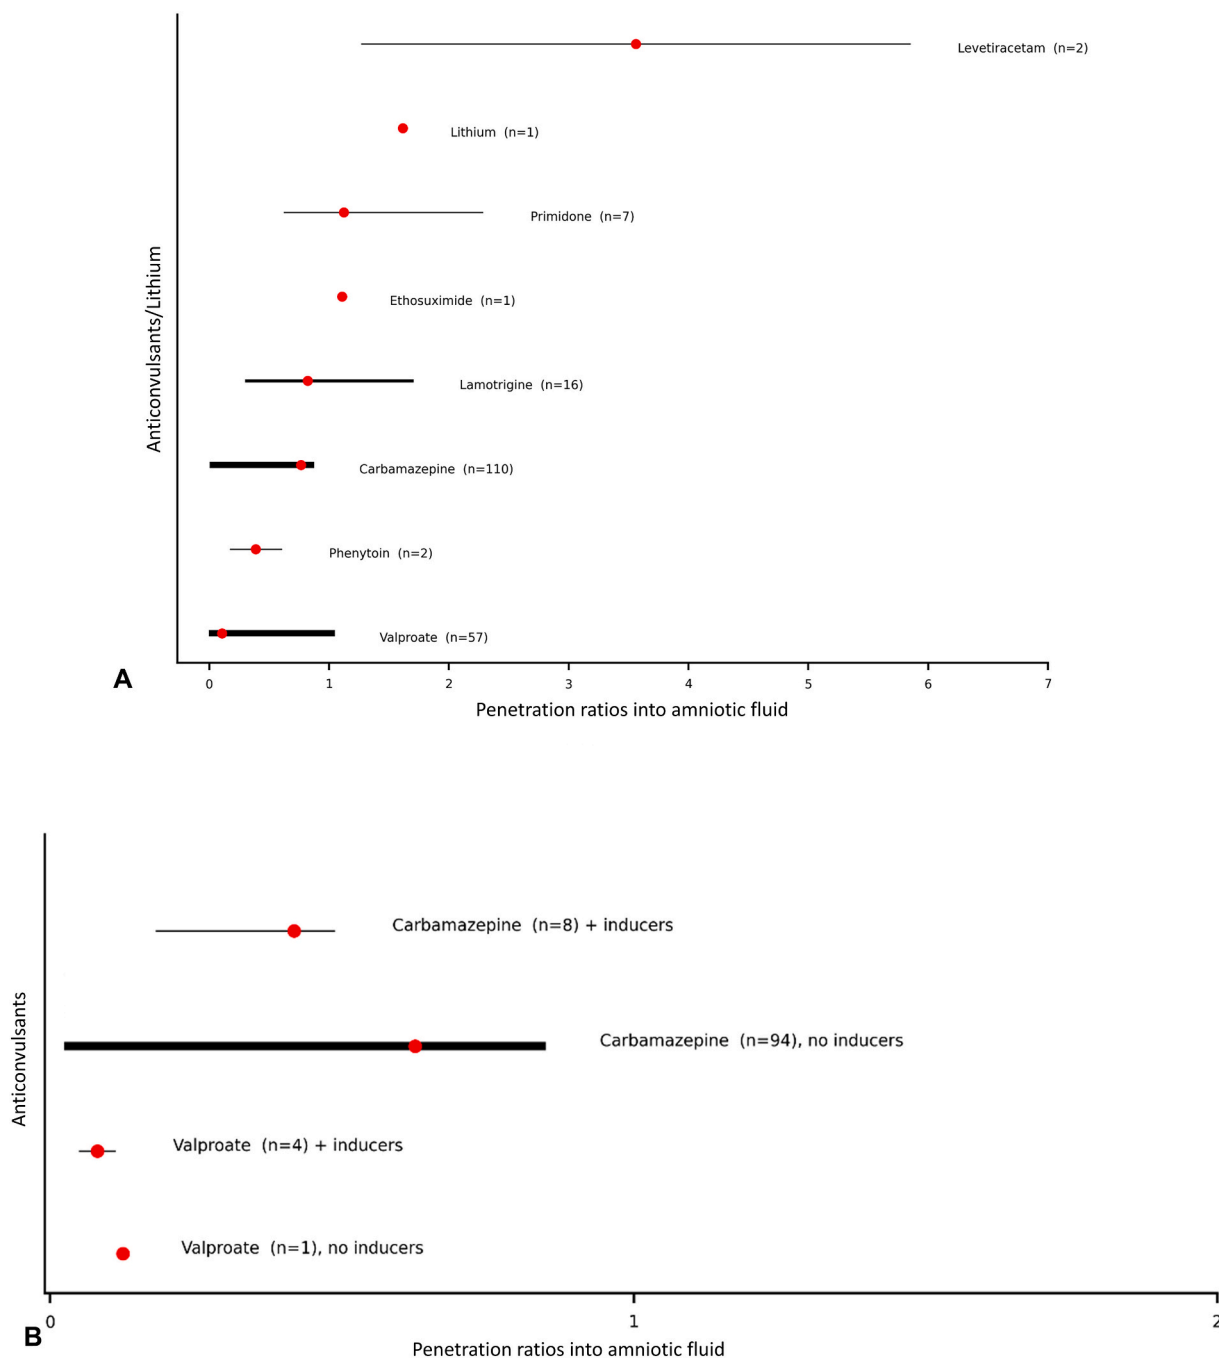 Levetiracetam (n=2)
Lithium (n=1)
Primidone (n=7)
Ethosuximide (n=1)
Anticonvulsants/Lithium
Lamotrigine (n=16)
Carbamazepine (n=110)
Phenytoin (n=2)
Valproate (n=57)
A
0 1 2 3 4 5 6 7
Penetration ratios into amniotic fluid
Carbamazepine (n=8) + inducers
Anticonvulsants
Carbamazepine (n=94), no inducers
Valproate (n=4) + inducers
Valproate (n=1), no inducers
0 1 2
B
Penetration ratios into amniotic fluid